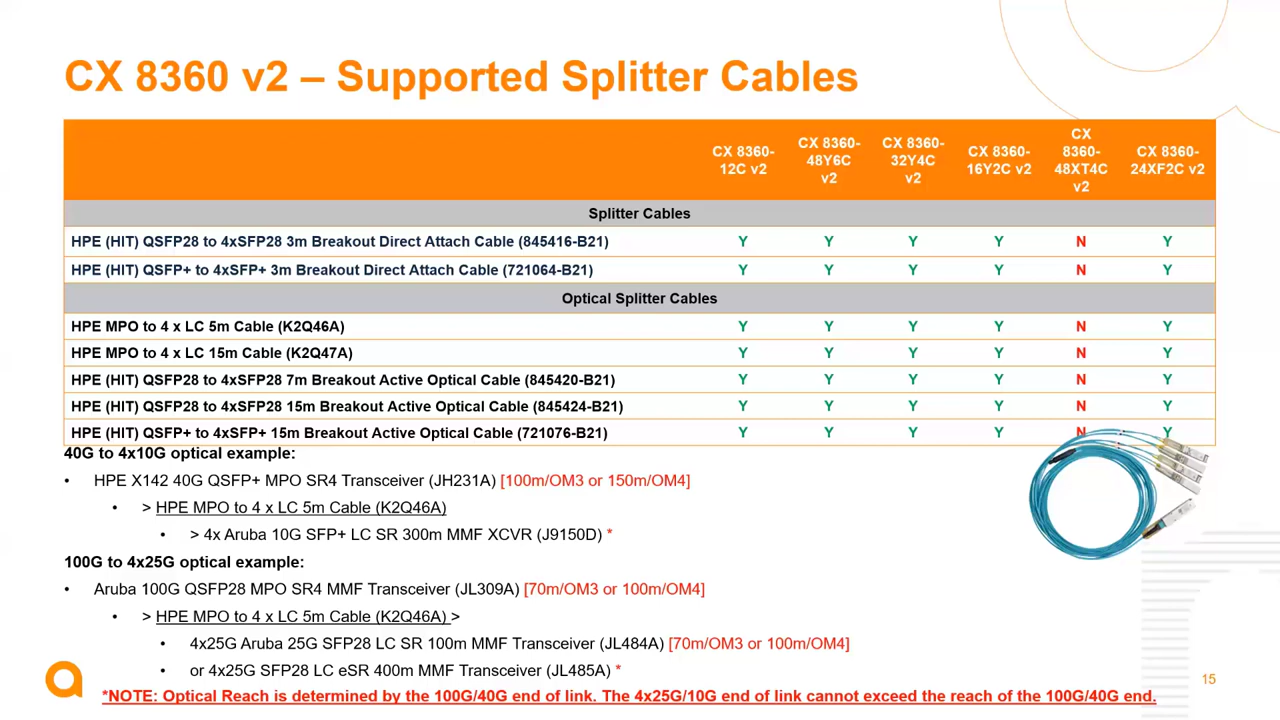 CX 8360 v2 – Supported Splitter Cables
CX 8360-12C v2 CX 8360-48Y6C v2 CX 8360-32Y4C v2 CX 8360-16Y2C v2 CX 8360-48XT4C v2 CX 8360-24XF2C v2
Splitter Cables
HPE (HIT) QSFP28 to 4xSFP28 3m Breakout Direct Attach Cable (845416-B21) Y Y Y Y N Y
HPE (HIT) QSFP+ to 4xSFP+ 3m Breakout Direct Attach Cable (721064-B21) Y Y Y Y N Y
Optical Splitter Cables
HPE MPO to 4 x LC 5m Cable (K2Q46A) Y Y Y Y N Y
HPE MPO to 4 x LC 15m Cable (K2Q47A) Y Y Y Y N Y
HPE (HIT) QSFP28 to 4xSFP28 7m Breakout Active Optical Cable (845420-B21) Y Y Y Y N Y
HPE (HIT) QSFP28 to 4xSFP28 15m Breakout Active Optical Cable (845424-B21) Y Y Y Y N Y
HPE (HIT) QSFP+ to 4xSFP+ 15m Breakout Active Optical Cable (721076-B21) Y Y Y Y N Y
40G to 4x10G optical example:
• HPE X142 40G QSFP+ MPO SR4 Transceiver (JH231A) [100m/OM3 or 150m/OM4]
• > HPE MPO to 4 x LC 5m Cable (K2Q46A)
• > 4x Aruba 10G SFP+ LC SR 300m MMF XCVR (J9150D) *
100G to 4x25G optical example:
• Aruba 100G QSFP28 MPO SR4 MMF Transceiver (JL309A) [70m/OM3 or 100m/OM4]
• > HPE MPO to 4 x LC 5m Cable (K2Q46A) >
• 4x25G Aruba 25G SFP28 LC SR 100m MMF Transceiver (JL484A) [70m/OM3 or 100m/OM4]
• or 4x25G SFP28 LC eSR 400m MMF Transceiver (JL485A) *
*NOTE: Optical Reach is determined by the 100G/40G end of link. The 4x25G/10G end of link cannot exceed the reach of the 100G/40G end.
15